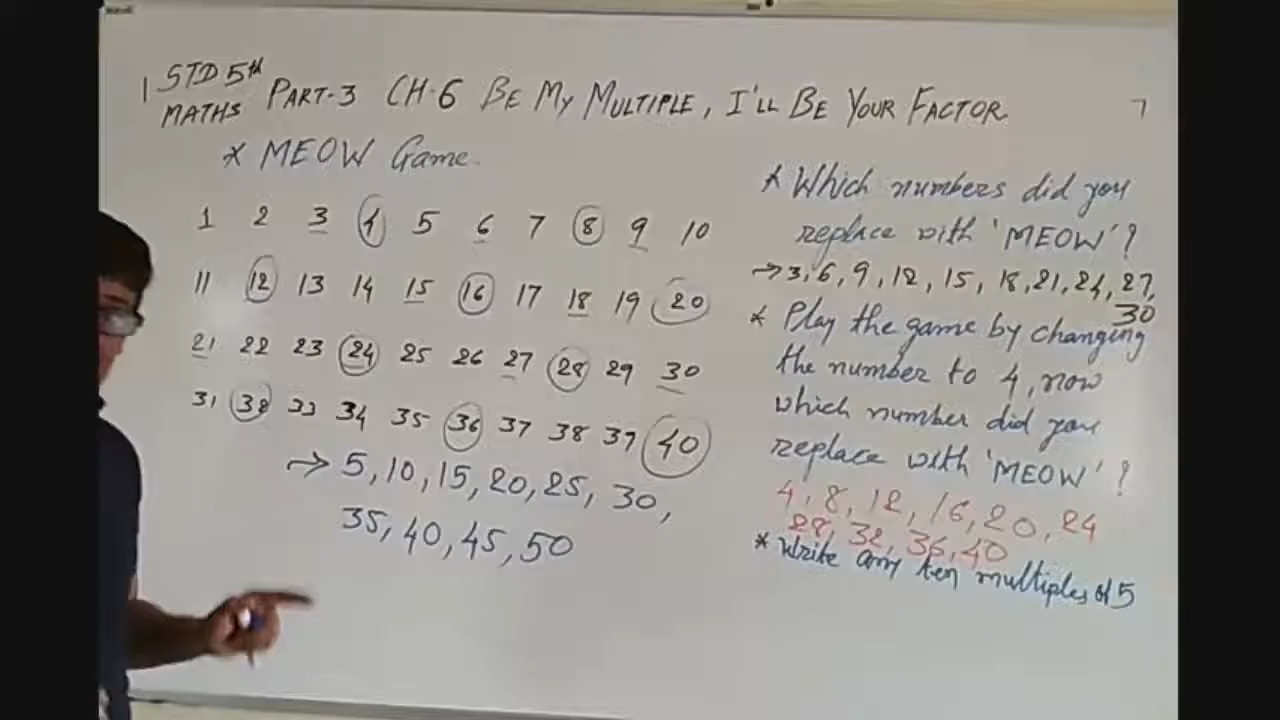 STD 5th
MATHS
PART-3 CH-6 BE MY MULTIPLE, I'LL BE YOUR FACTOR
* MEOW Game.
1 2 3 4 5 6 7 8 9 10
11 12 13 14 15 16 17 18 19 20
21 22 23 24 25 26 27 28 29 30
31 32 33 34 35 36 37 38 39 40
→ 5, 10, 15, 20, 25, 30,
35, 40, 45, 50
* Which numbers did you
replace with 'MEOW'?
→ 3, 6, 9, 12, 15, 18, 21, 24, 27,
30
* Play the game by changing
the number to 4, now
which number did you
replace with 'MEOW'?
4, 8, 12, 16, 20, 24
28, 32, 36, 40
* Write any ten multiples of 5